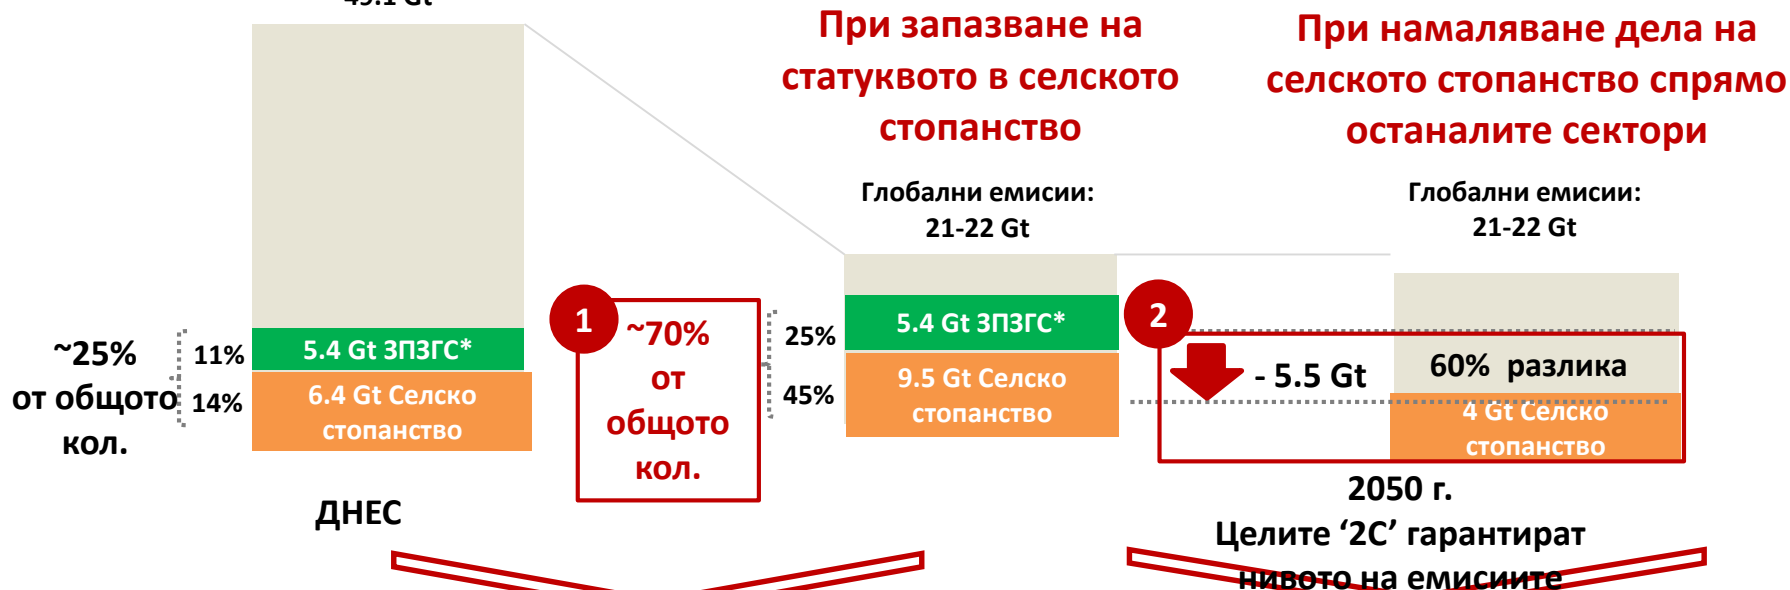 При запазване на
статуквото в селското
стопанство
При намаляване дела на
селското стопанство спрямо
останалите сектори
Глобални емисии:
21-22 Gt
Глобални емисии:
21-22 Gt
~25%
от общото
кол.
11%
14%
5.4 Gt ЗПЗГС*
6.4 Gt Селско
стопанство
1
~70%
от
общото
кол.
25%
45%
5.4 Gt ЗПЗГС*
9.5 Gt Селско
стопанство
2
- 5.5 Gt
60% разлика
4 Gt Селско
стопанство
ДНЕС
2050 г.
Целите ‘2С’ гарантират
нивото на емисиите